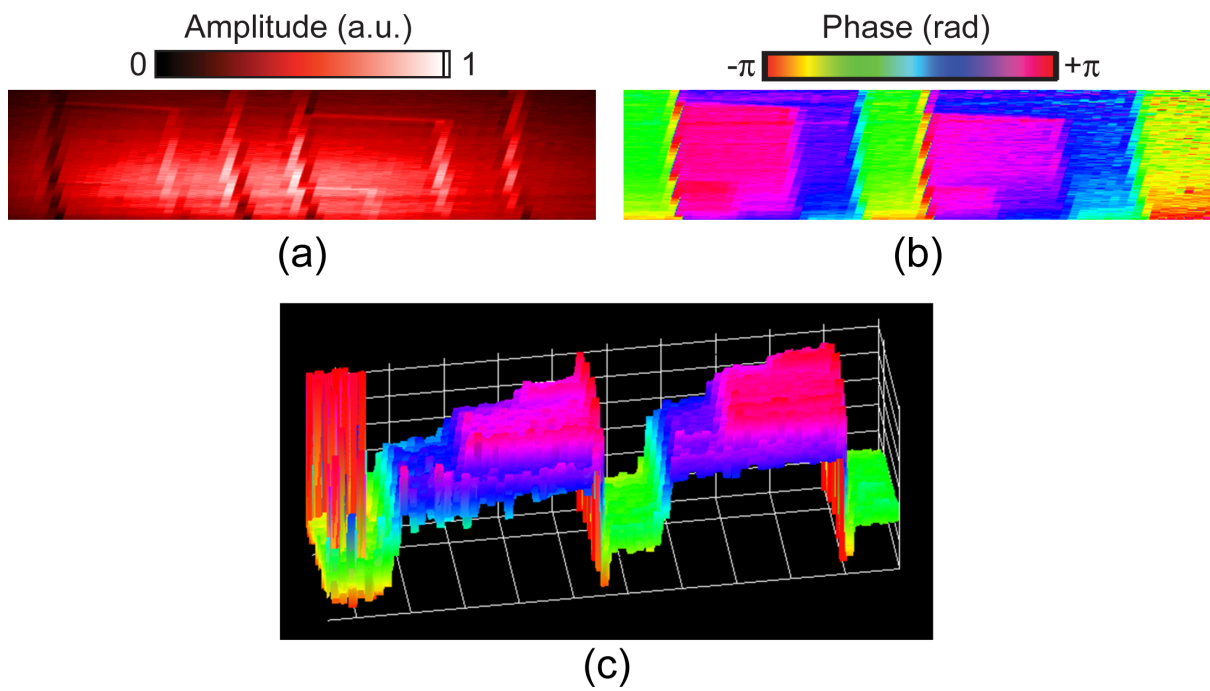 Amplitude (a.u.)
0 1
Phase (rad)
-π +π
(a)
(b)
(c)